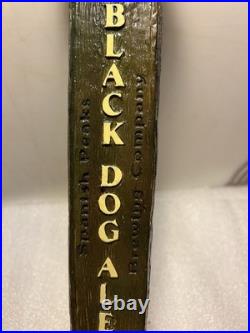 BLACK DOG ALE
Spanish Peaks
Brewing Company